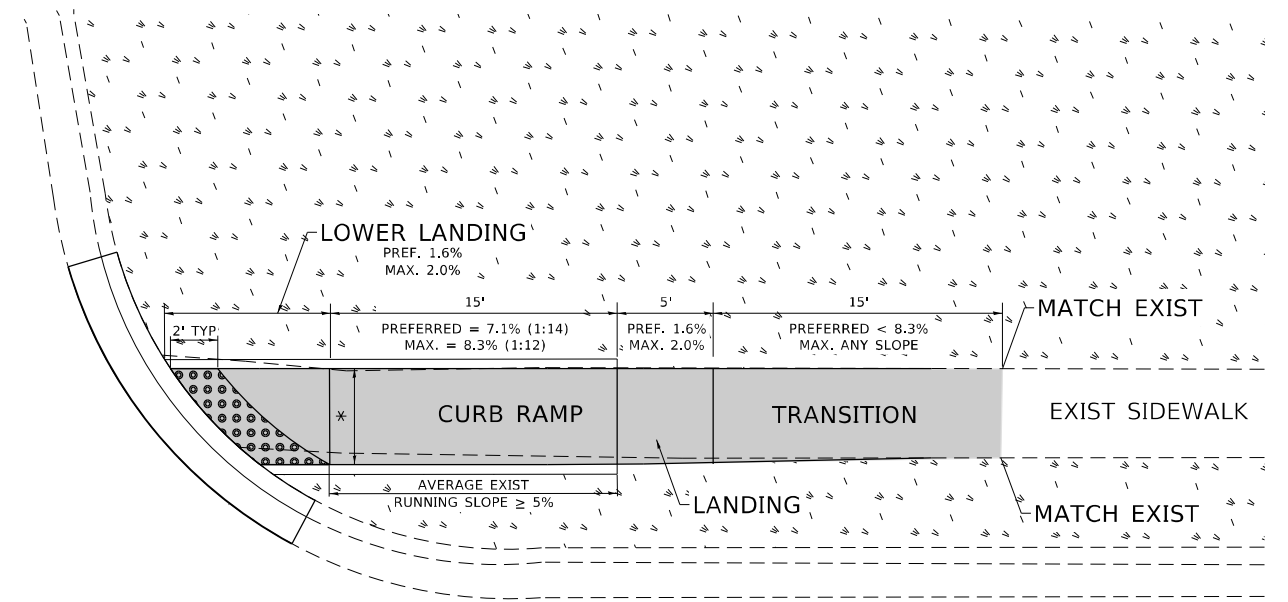 LOWER LANDING
PREF. 1.6%
MAX. 2.0%
15'
5'
15'
MATCH EXIST
2' TYP
PREFERRED = 7.1% (1:14)
MAX. = 8.3% (1:12)
PREF. 1.6%
MAX. 2.0%
PREFERRED < 8.3%
MAX. ANY SLOPE
*
CURB RAMP
TRANSITION
EXIST SIDEWALK
AVERAGE EXIST
RUNNING SLOPE ≥ 5%
LANDING
MATCH EXIST